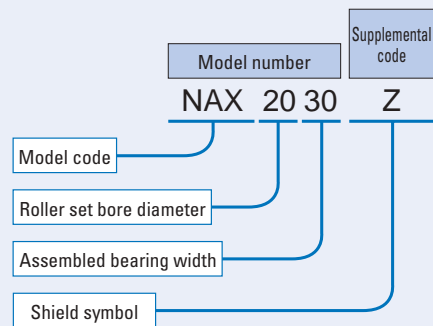 Supplemental
code
Model number
NAX 20 30 Z
Model code
Roller set bore diameter
Assembled bearing width
Shield symbol